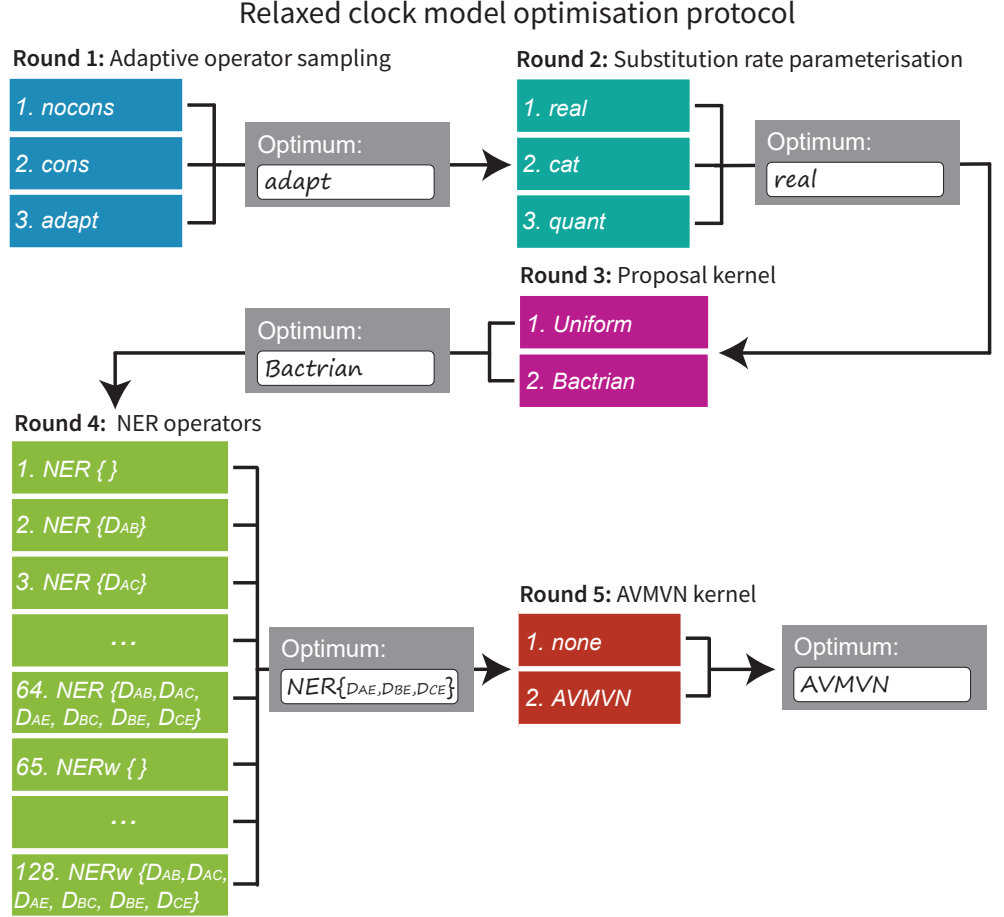 Relaxed clock model optimisation protocol
Round 1: Adaptive operator sampling
1. nocons
2. cons
3. adapt
Optimum:
adapt
Round 2: Substitution rate parameterisation
1. real
2. cat
3. quant
Optimum:
real
Round 3: Proposal kernel
1. Uniform
2. Bactrian
Optimum:
Bactrian
Round 4: NER operators
1. NER { }
2. NER {DAB}
3. NER {DAC}
...
64. NER {DAB,DAC,
DAE, DBC, DBE, DCE}
65. NERw { }
...
128. NERw {DAB,DAC,
DAE, DBC, DBE, DCE}
Optimum:
NER{DAE,DBE,DCE}
Round 5: AVMVN kernel
1. none
2. AVMVN
Optimum:
AVMVN